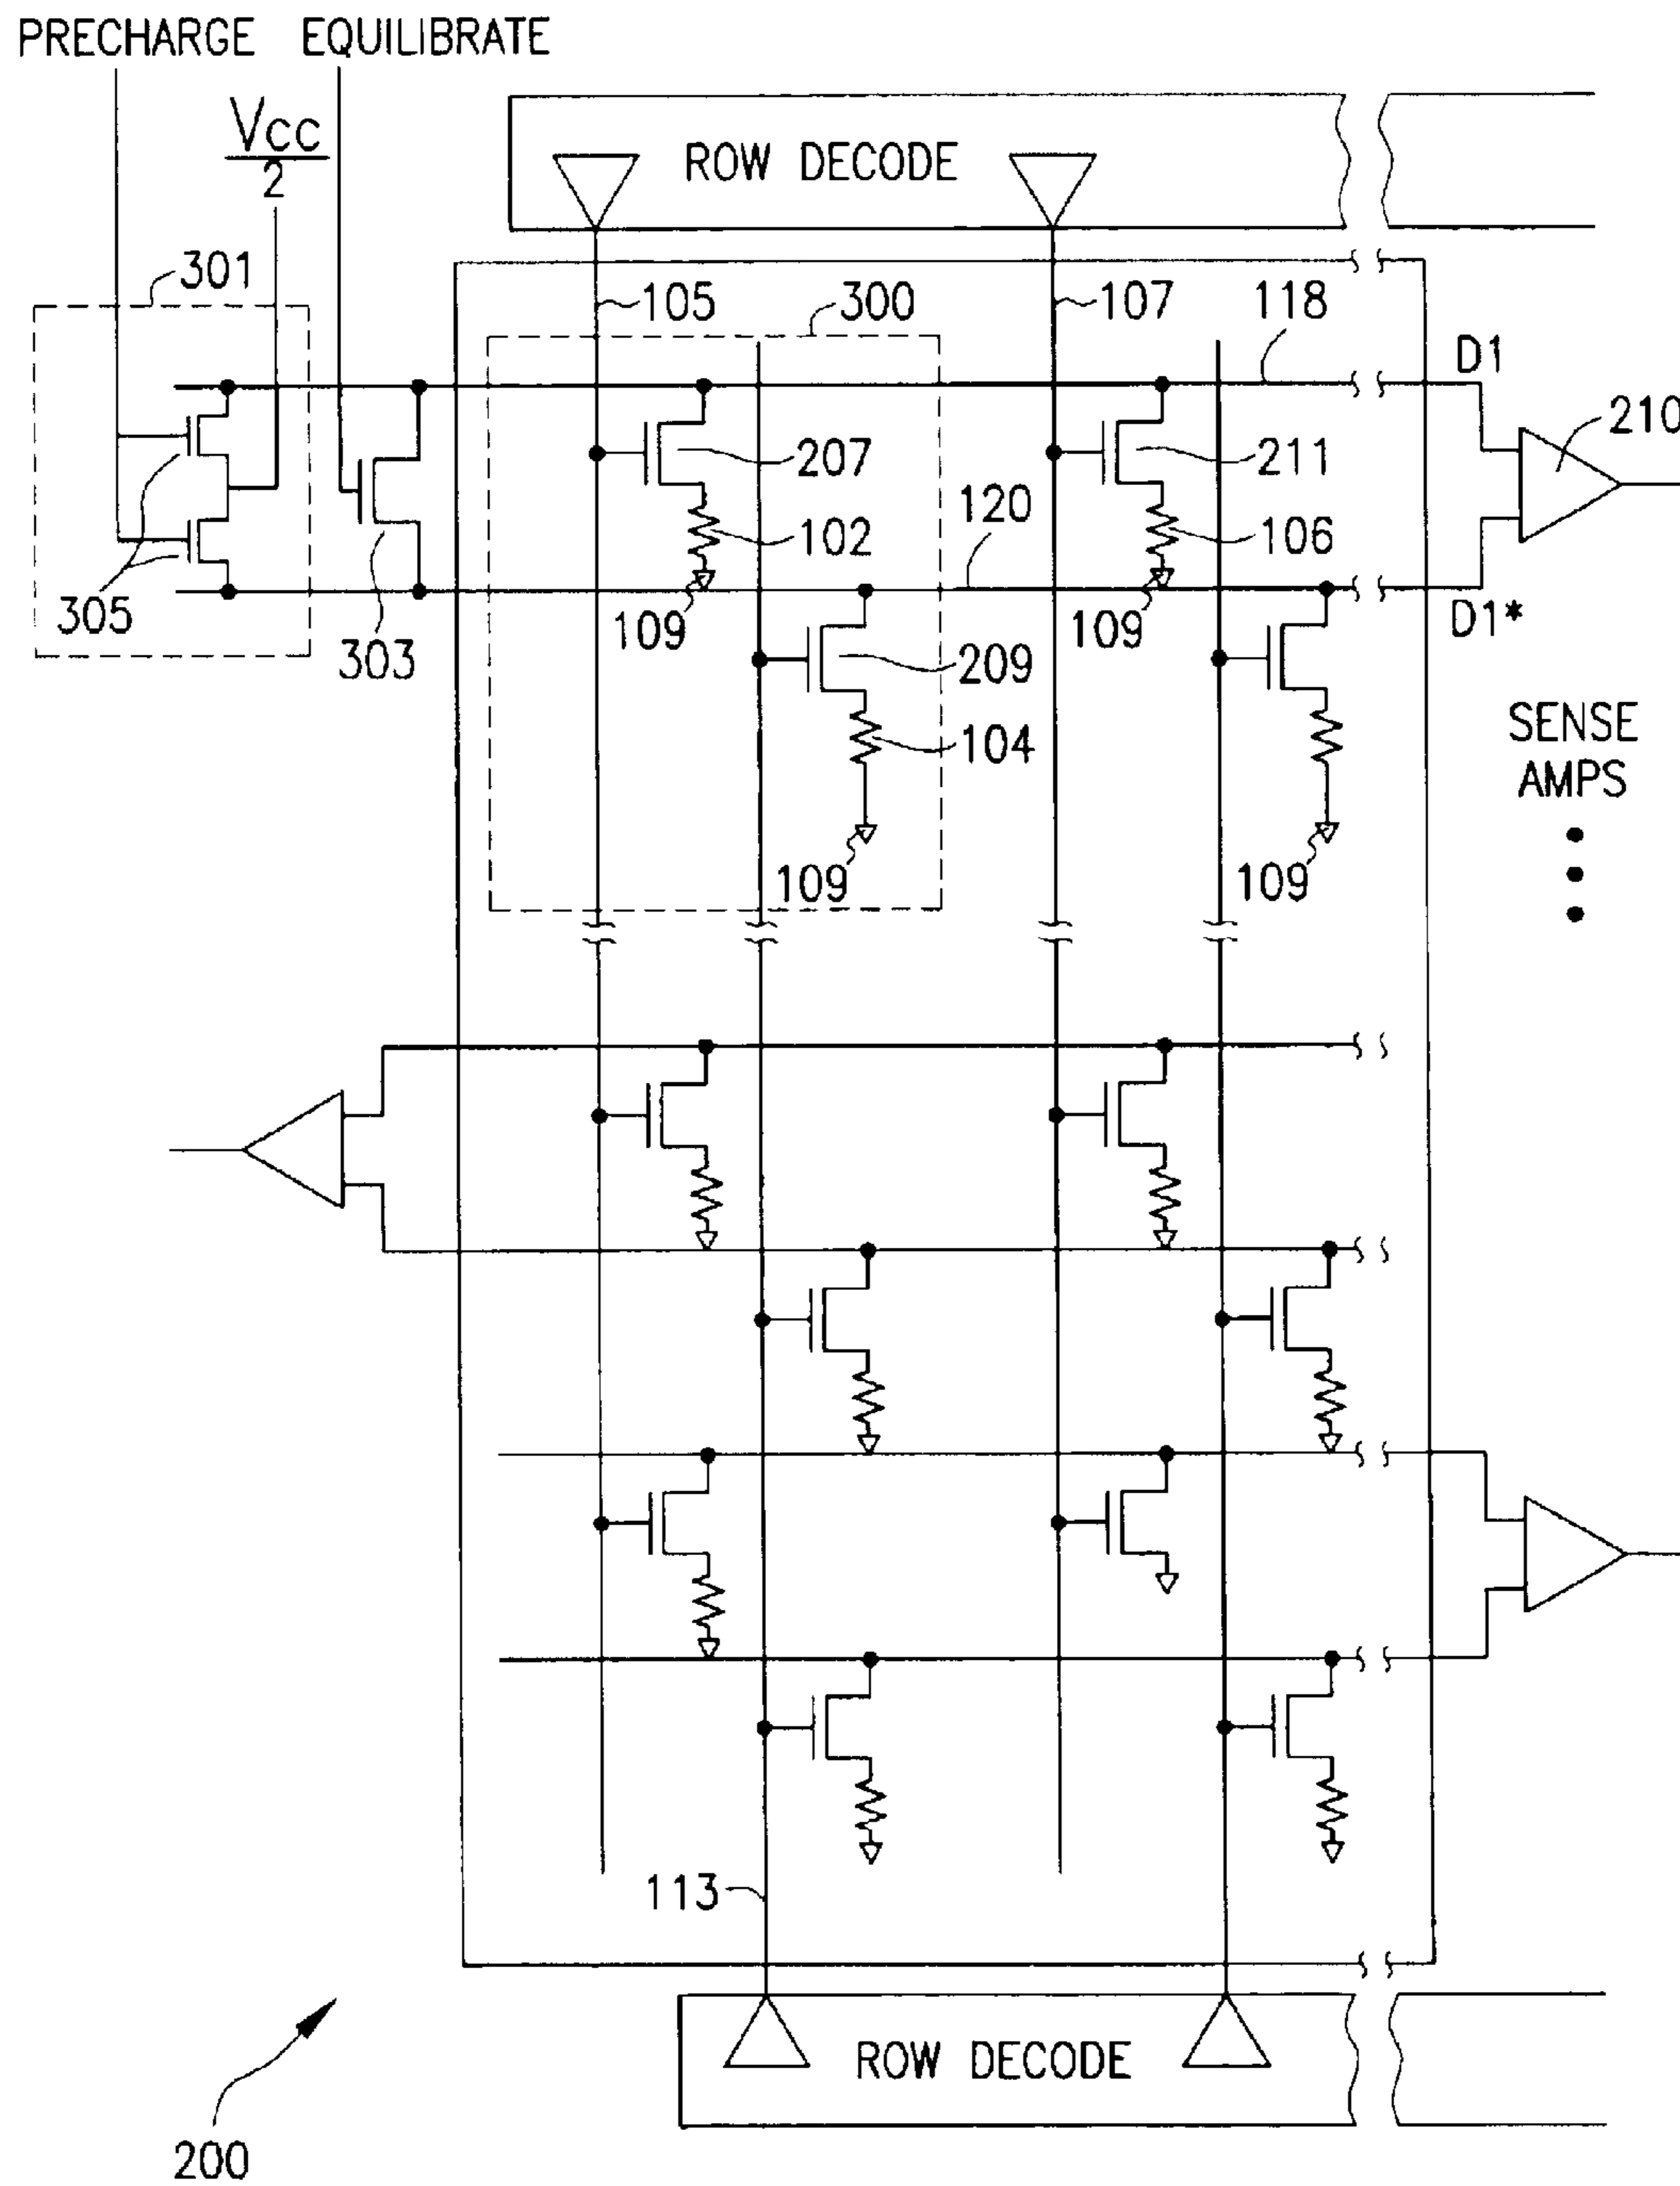 PRECHARGE EQUILIBRATE
Vcc
2
ROW DECODE
301
105
300
107
118
D1
210
207
211
102
120
106
305
303
109
109
D1*
209
104
SENSE
AMPS
109
109
113
ROW DECODE
200